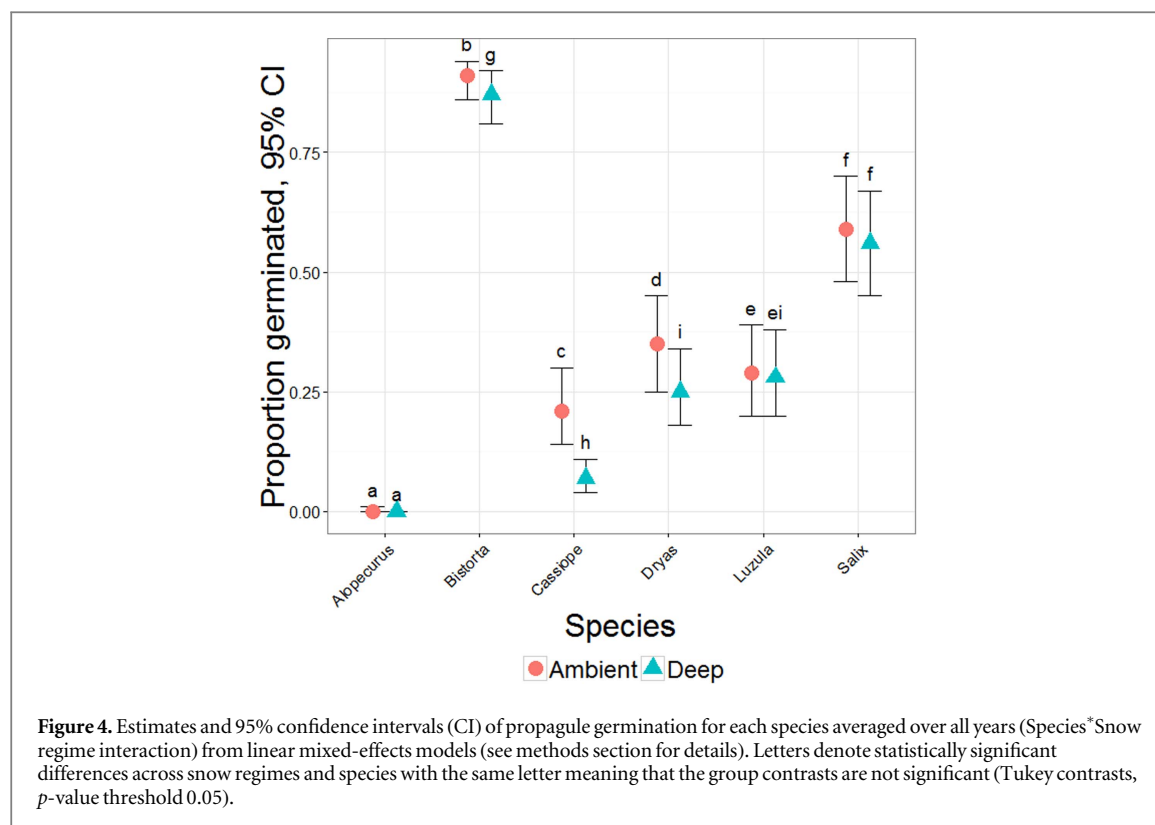 b
g
Proportion germinated, 95% CI
0.75
f
f
0.50
d
e
ei
c
i
0.25
h
a
a
0.00
Alopecurus
Bistorta
Cassiope
Dryas
Luzula
Salix
Species
Ambient Deep
Figure 4. Estimates and 95% confidence intervals (CI) of propagule germination for each species averaged over all years (Species*Snow
regime interaction) from linear mixed-effects models (see methods section for details). Letters denote statistically significant
differences across snow regimes and species with the same letter meaning that the group contrasts are not significant (Tukey contrasts,
p-value threshold 0.05).